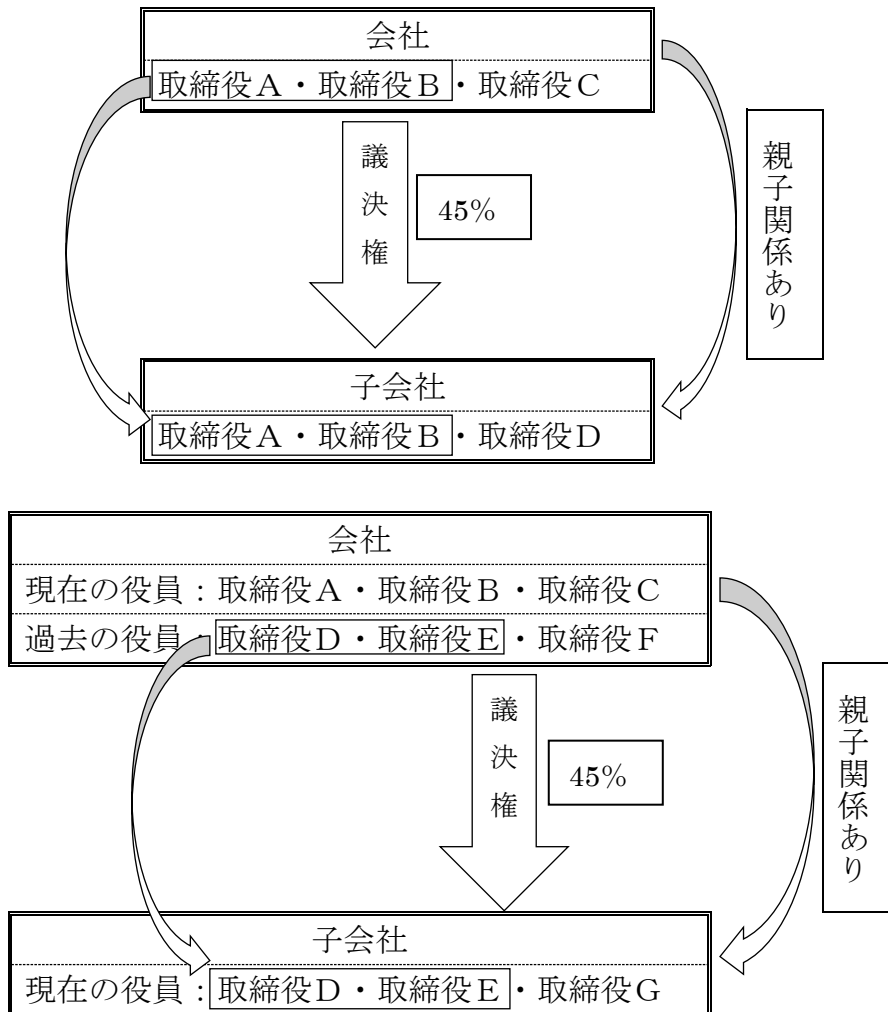 会社
取締役A・取締役B・取締役C
議決権
45%
親子関係あり
子会社
取締役A・取締役B・取締役D
会社
現在の役員:取締役A・取締役B・取締役C
過去の役員:取締役D・取締役E・取締役F
議決権
45%
親子関係あり
子会社
現在の役員:取締役D・取締役E・取締役G